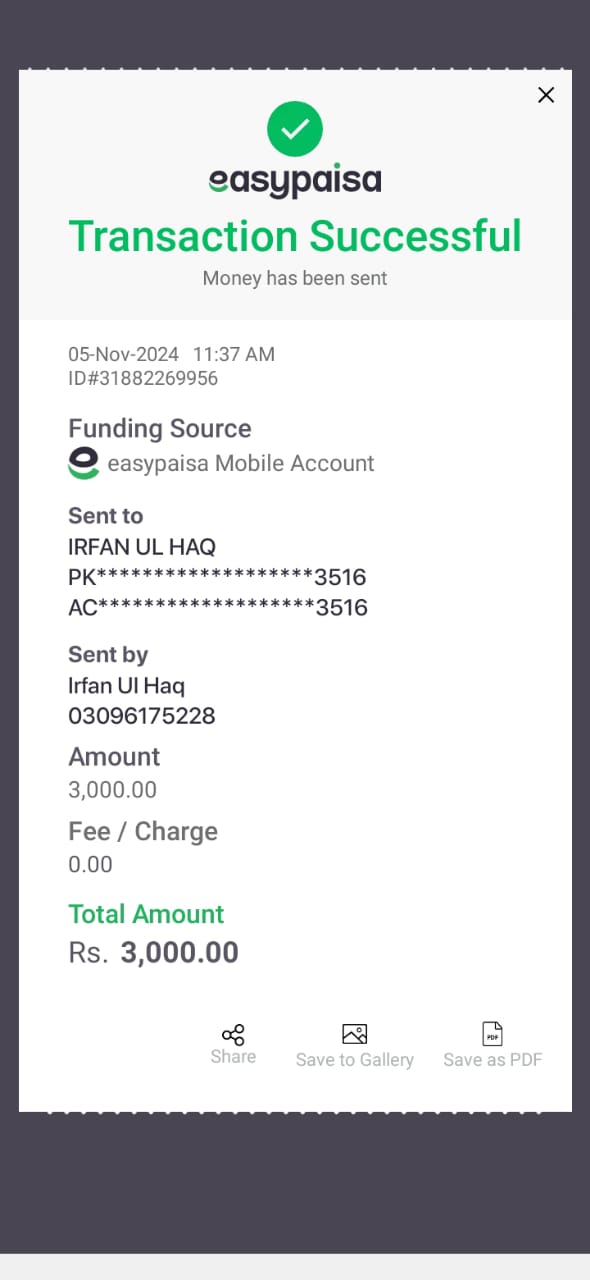 easypaisa
Transaction Successful
Money has been sent
05-Nov-2024 11:37 AM
ID#31882269956
Funding Source
easypaisa Mobile Account
Sent to
IRFAN UL HAQ
PK*******************3516
AC*******************3516
Sent by
Irfan Ul Haq
03096175228
Amount
3,000.00
Fee / Charge
0.00
Total Amount
Rs. 3,000.00
Share
Save to Gallery
PDF
Save as PDF